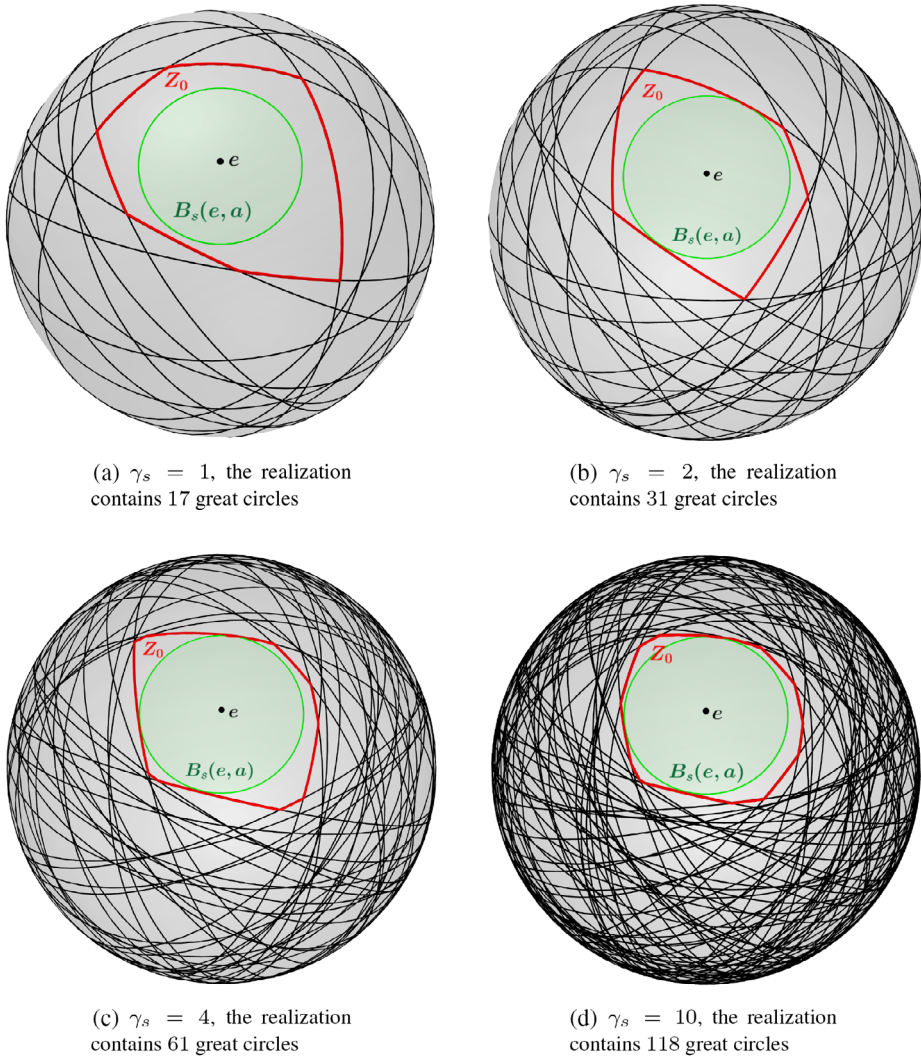 Z₀
e
Bₛ(e, a)
Z₀
e
Bₛ(e, a)
(a) γₛ = 1, the realization
contains 17 great circles
(b) γₛ = 2, the realization
contains 31 great circles
Z₀
e
Bₛ(e, a)
Z₀
e
Bₛ(e, a)
(c) γₛ = 4, the realization
contains 61 great circles
(d) γₛ = 10, the realization
contains 118 great circles